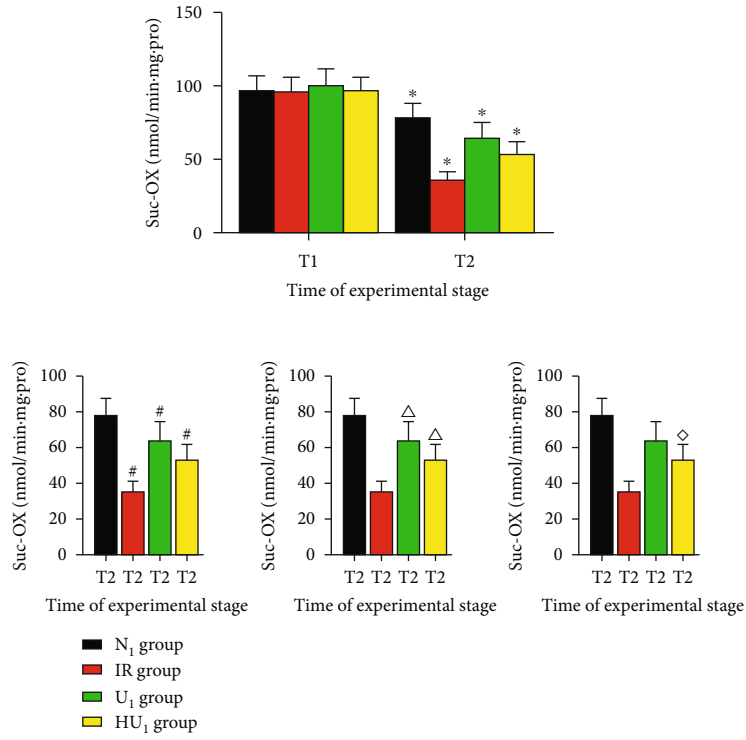 150
100
50
0
Suc-OX (nmol/min·mg·pro)
*
*
*
*
T1 T2
Time of experimental stage
80
60
40
20
0
100
Suc-OX (nmol/min·mg·pro)
#
#
#
T2 T2 T2 T2
Time of experimental stage
100
80
60
40
20
0
Suc-OX (nmol/min·mg·pro)
△
△
T2 T2 T2 T2
Time of experimental stage
100
80
60
40
20
0
Suc-OX (nmol/min·mg·pro)
◇
T2 T2 T2 T2
Time of experimental stage
N₁ group
IR group
U₁ group
HU₁ group